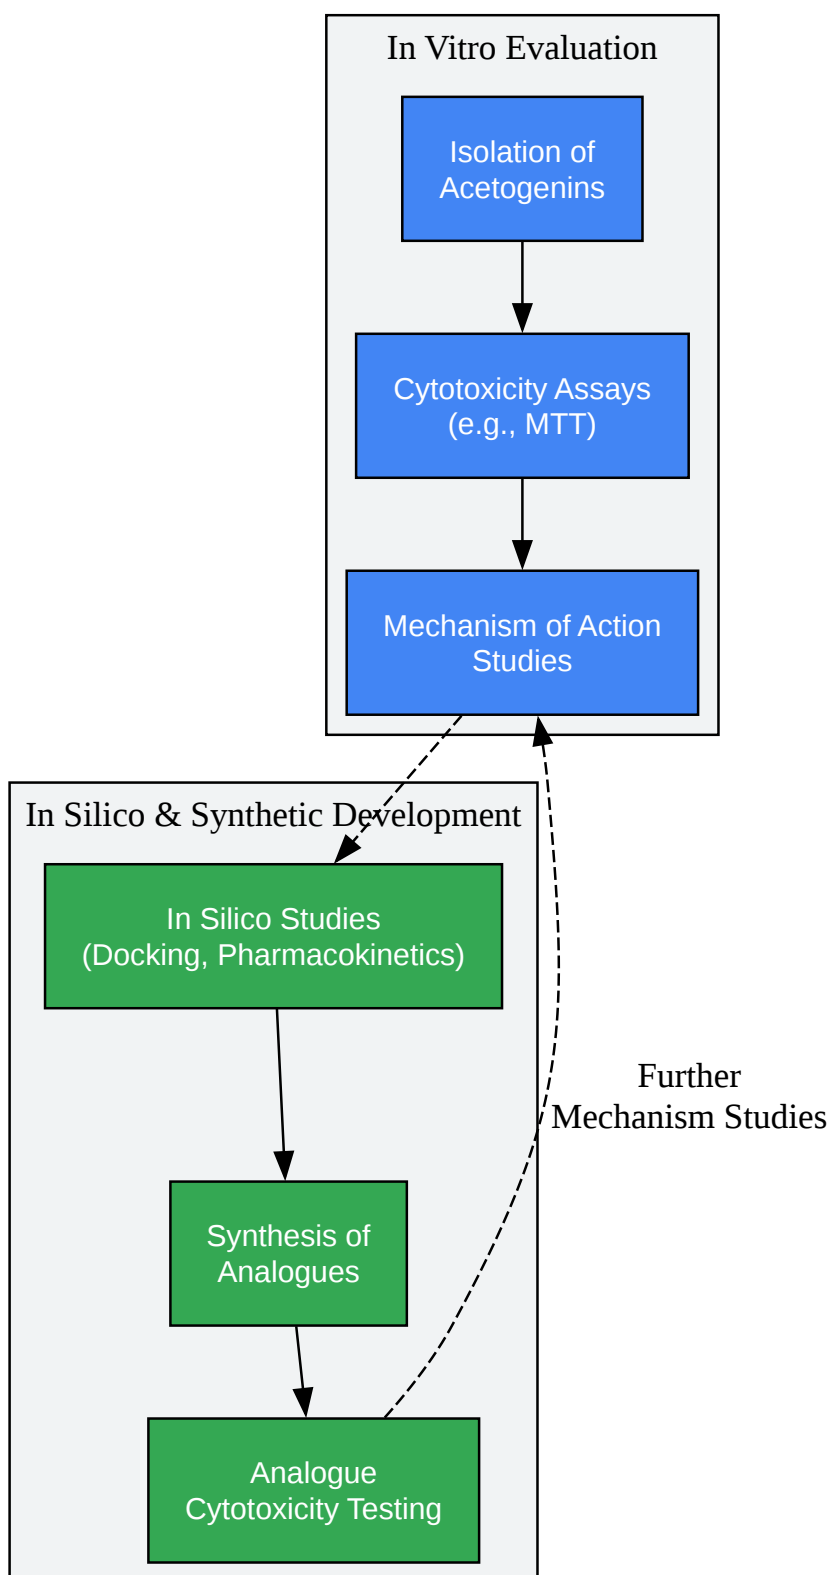 In Vitro Evaluation
Isolation of
Acetogenins
Cytotoxicity Assays
(e.g., MTT)
Mechanism of Action
Studies
In Silico & Synthetic Development
In Silico Studies
(Docking, Pharmacokinetics)
Further
Mechanism Studies
Synthesis of
Analogues
Analogue
Cytotoxicity Testing